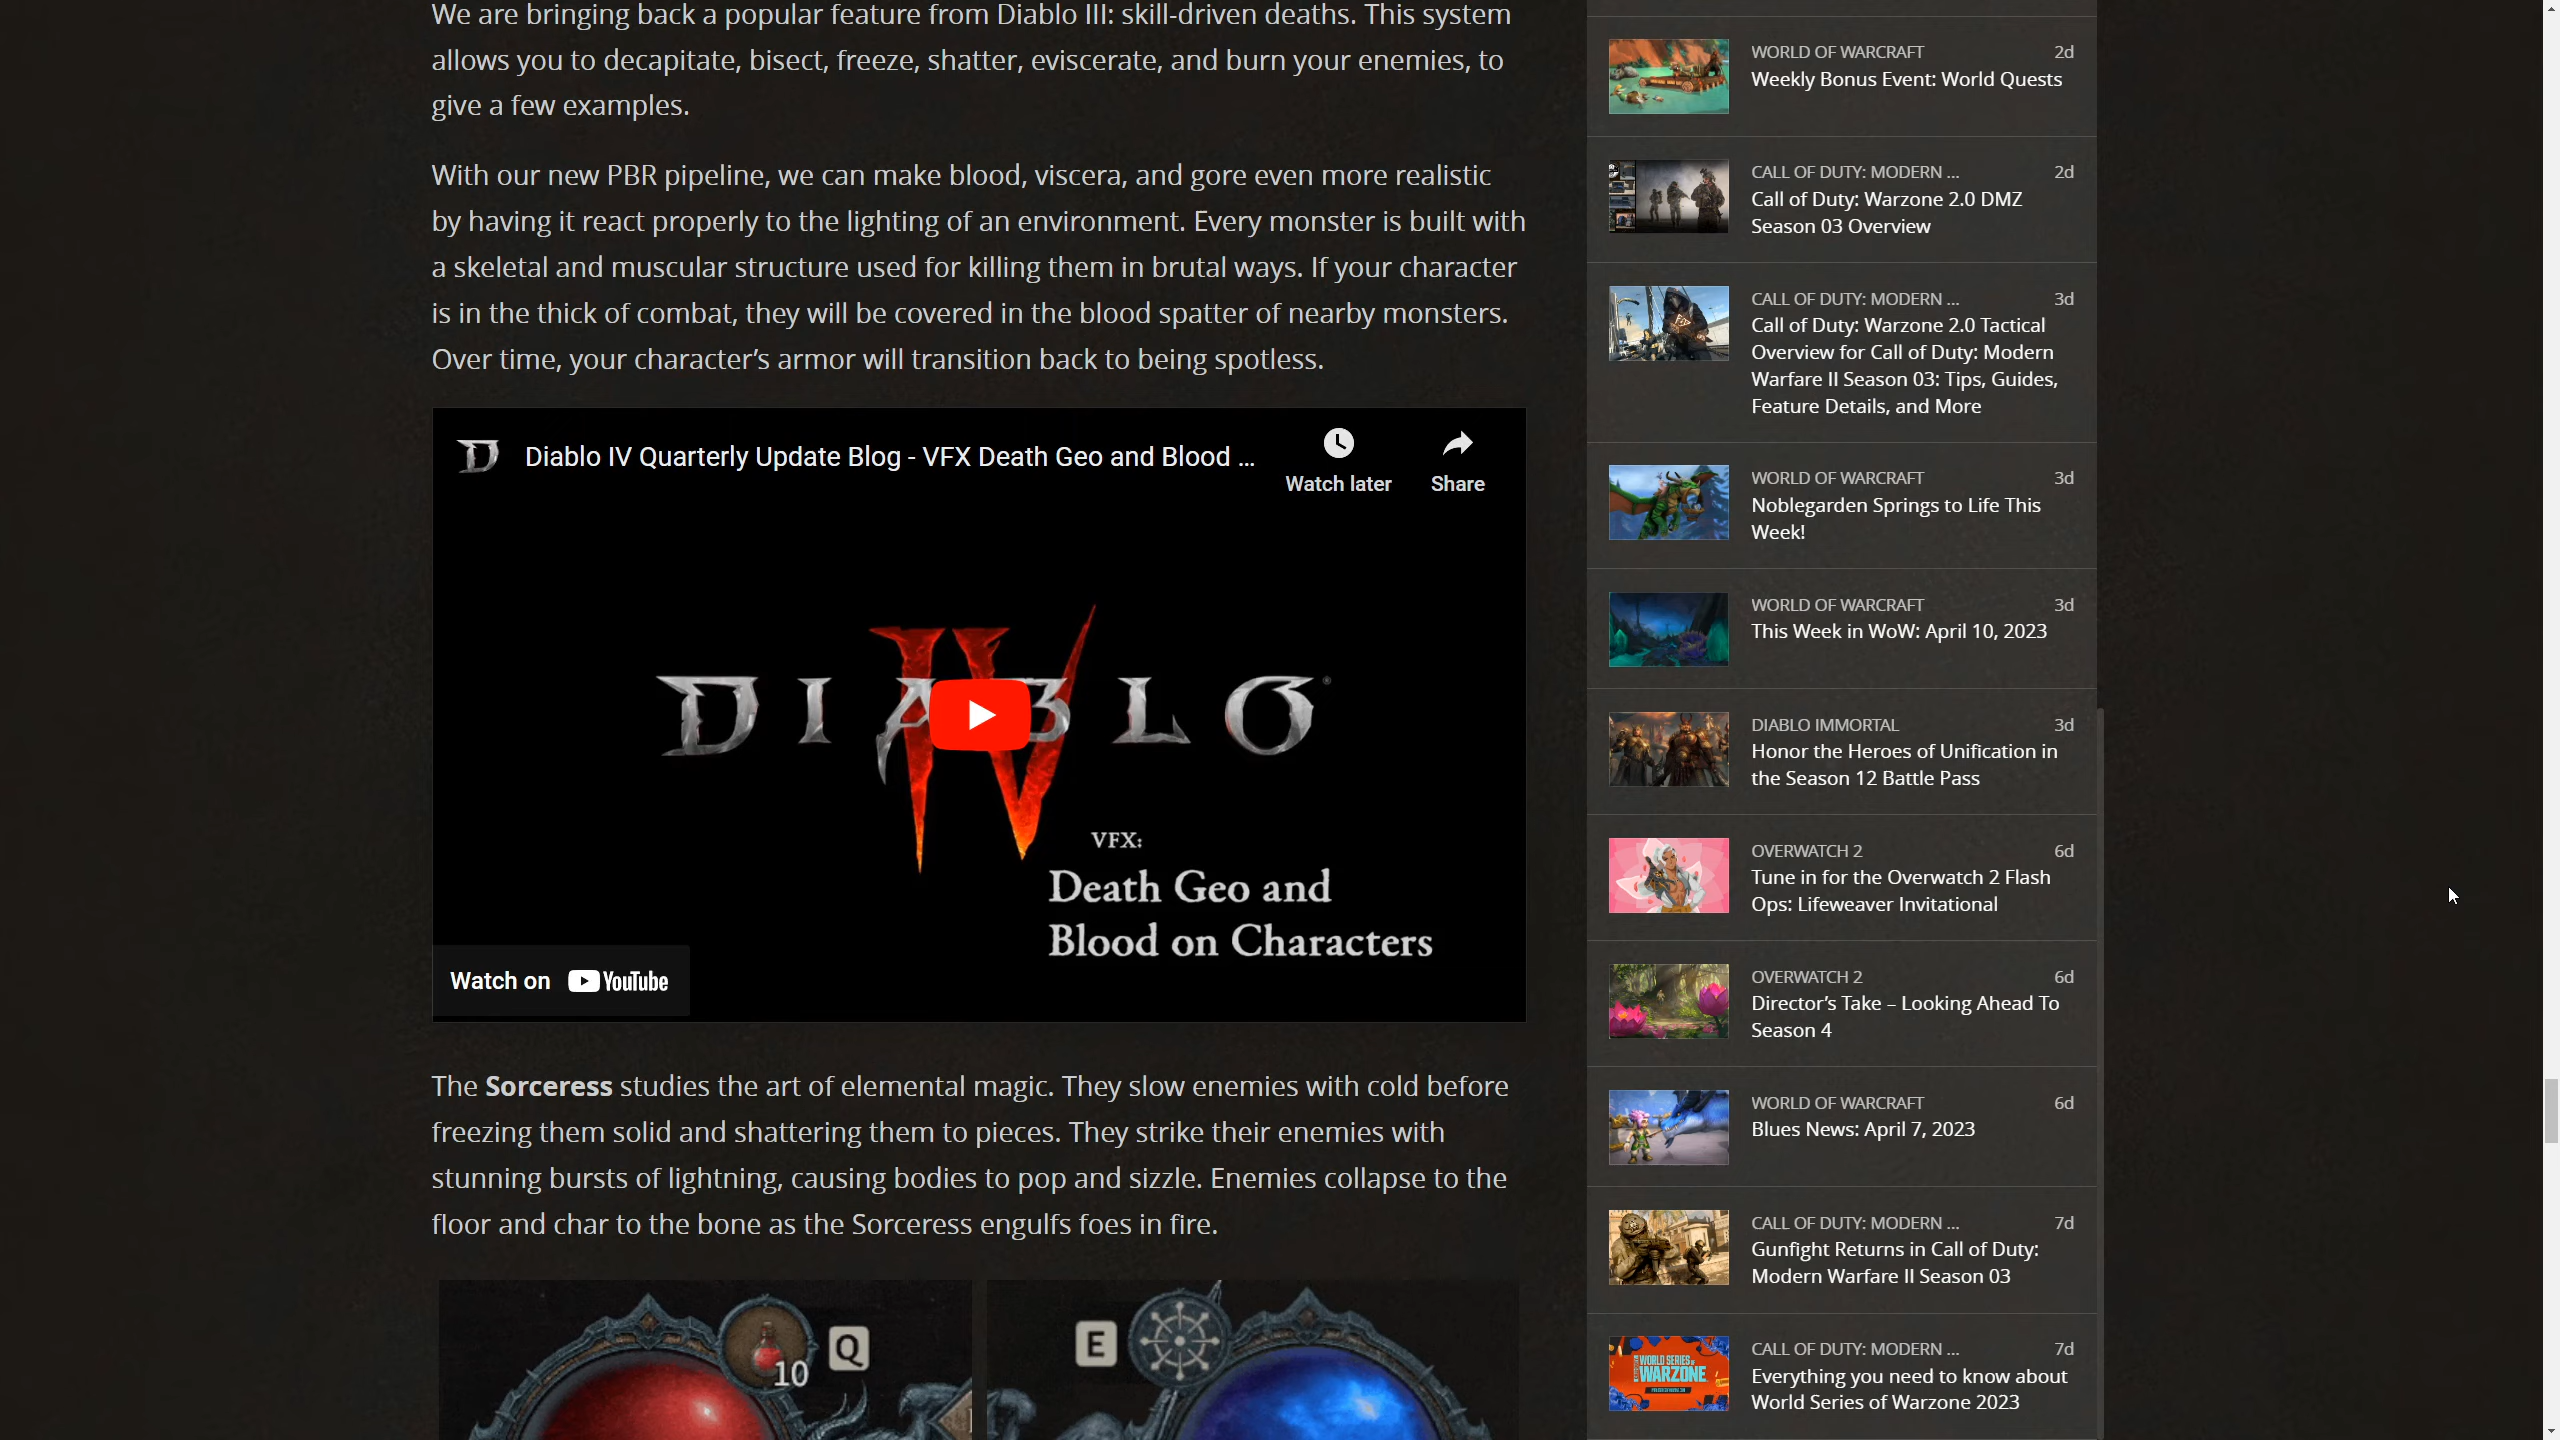 We are bringing back a popular feature from Diablo III: skill-driven deaths. This system
allows you to decapitate, bisect, freeze, shatter, eviscerate, and burn your enemies, to
give a few examples.
With our new PBR pipeline, we can make blood, viscera, and gore even more realistic
by having it react properly to the lighting of an environment. Every monster is built with
a skeletal and muscular structure used for killing them in brutal ways. If your character
is in the thick of combat, they will be covered in the blood spatter of nearby monsters.
Over time, your character’s armor will transition back to being spotless.
Diablo IV Quarterly Update Blog - VFX Death Geo and Blood ...
Watch later
Share
DIABLO
IV
VFX:
Death Geo and
Blood on Characters
Watch on YouTube
The Sorceress studies the art of elemental magic. They slow enemies with cold before
freezing them solid and shattering them to pieces. They strike their enemies with
stunning bursts of lightning, causing bodies to pop and sizzle. Enemies collapse to the
floor and char to the bone as the Sorceress engulfs foes in fire.
10
Q
E
WORLD OF WARCRAFT 2d
Weekly Bonus Event: World Quests
CALL OF DUTY: MODERN ... 2d
Call of Duty: Warzone 2.0 DMZ
Season 03 Overview
CALL OF DUTY: MODERN ... 3d
Call of Duty: Warzone 2.0 Tactical
Overview for Call of Duty: Modern
Warfare II Season 03: Tips, Guides,
Feature Details, and More
WORLD OF WARCRAFT 3d
Noblegarden Springs to Life This
Week!
WORLD OF WARCRAFT 3d
This Week in WoW: April 10, 2023
DIABLO IMMORTAL 3d
Honor the Heroes of Unification in
the Season 12 Battle Pass
OVERWATCH 2 6d
Tune in for the Overwatch 2 Flash
Ops: Lifeweaver Invitational
OVERWATCH 2 6d
Director’s Take – Looking Ahead To
Season 4
WORLD OF WARCRAFT 6d
Blues News: April 7, 2023
CALL OF DUTY: MODERN ... 7d
Gunfight Returns in Call of Duty:
Modern Warfare II Season 03
WORLD SERIES OF
WARZONE
CALL OF DUTY: MODERN ... 7d
Everything you need to know about
World Series of Warzone 2023